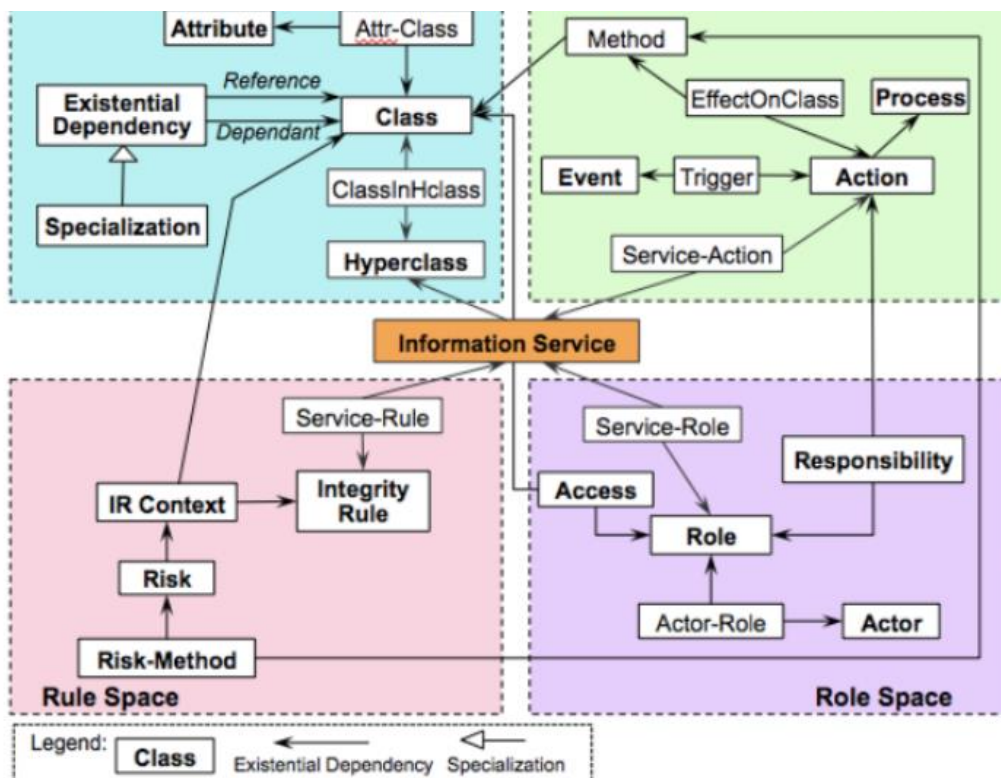 Attribute
Attr-Class
Reference
Existential
Dependency
Dependant
Class
ClassInHclass
Specialization
Hyperclass
Method
EffectOnClass
Process
Event
Trigger
Action
Service-Action
Information Service
Service-Rule
IR Context
Integrity
Rule
Risk
Risk-Method
Rule Space
Service-Role
Responsibility
Access
Role
Actor-Role
Actor
Role Space
Legend:
Class
Existential Dependency
Specialization